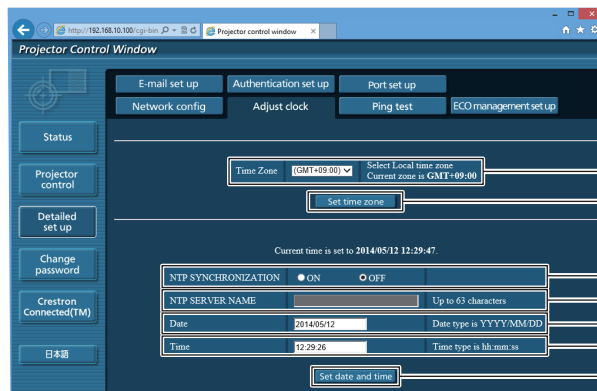 http://192.168.10.100/cgi-bin
Projector control window
Projector Control Window
E-mail set up
Authentication set up
Port set up
Network config
Adjust clock
Ping test
ECO management set up
Status
Projector control
Detailed set up
Change password
Crestron Connected(TM)
日本語
Time Zone
(GMT+09:00)
Select Local time zone
Current zone is GMT+09:00
Set time zone
Current time is set to 2014/05/12 12:29:47.
NTP SYNCHRONIZATION
ON
OFF
NTP SERVER NAME
Up to 63 characters
Date
2014/05/12
Date type is YYYY/MM/DD
Time
12:29:26
Time type is hh:mm:ss
Set date and time